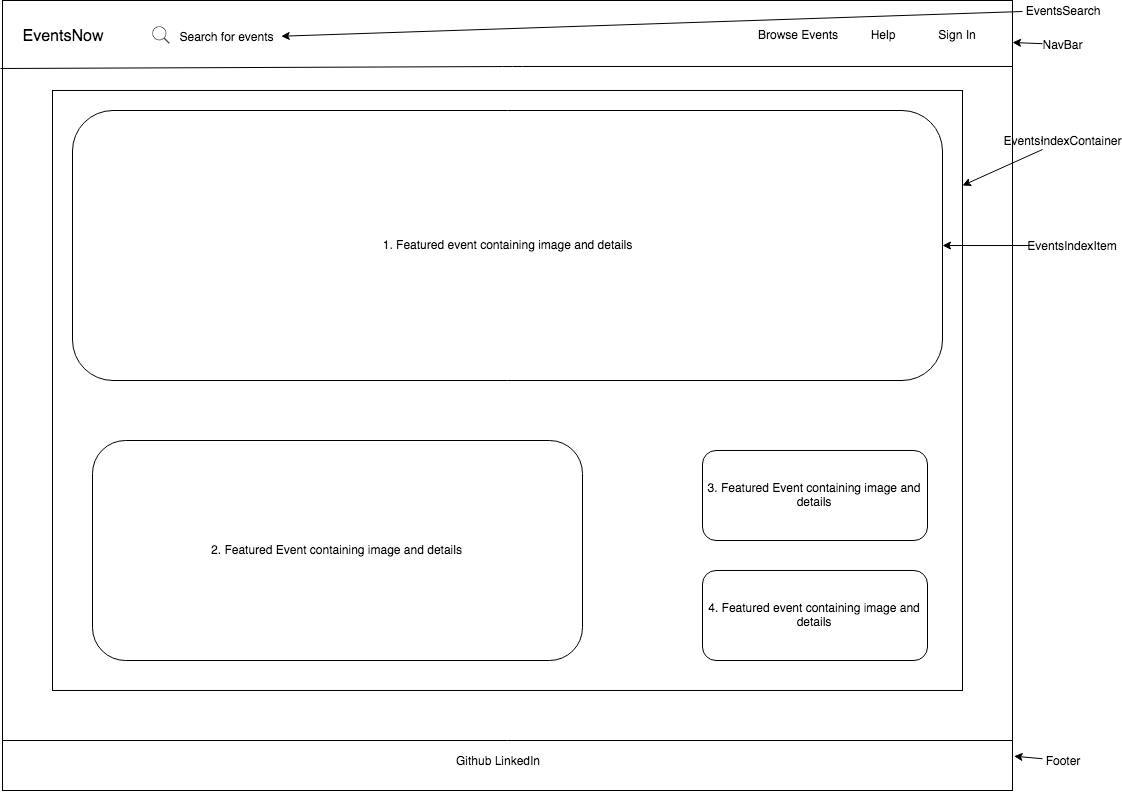 EventsSearch
EventsNow
Search for events
Browse Events
Help
Sign In
NavBar
EventsIndexContainer
1. Featured event containing image and details
EventsIndexItem
2. Featured Event containing image and details
3. Featured Event containing image and
details
4. Featured event containing image and
details
Github LinkedIn
Footer